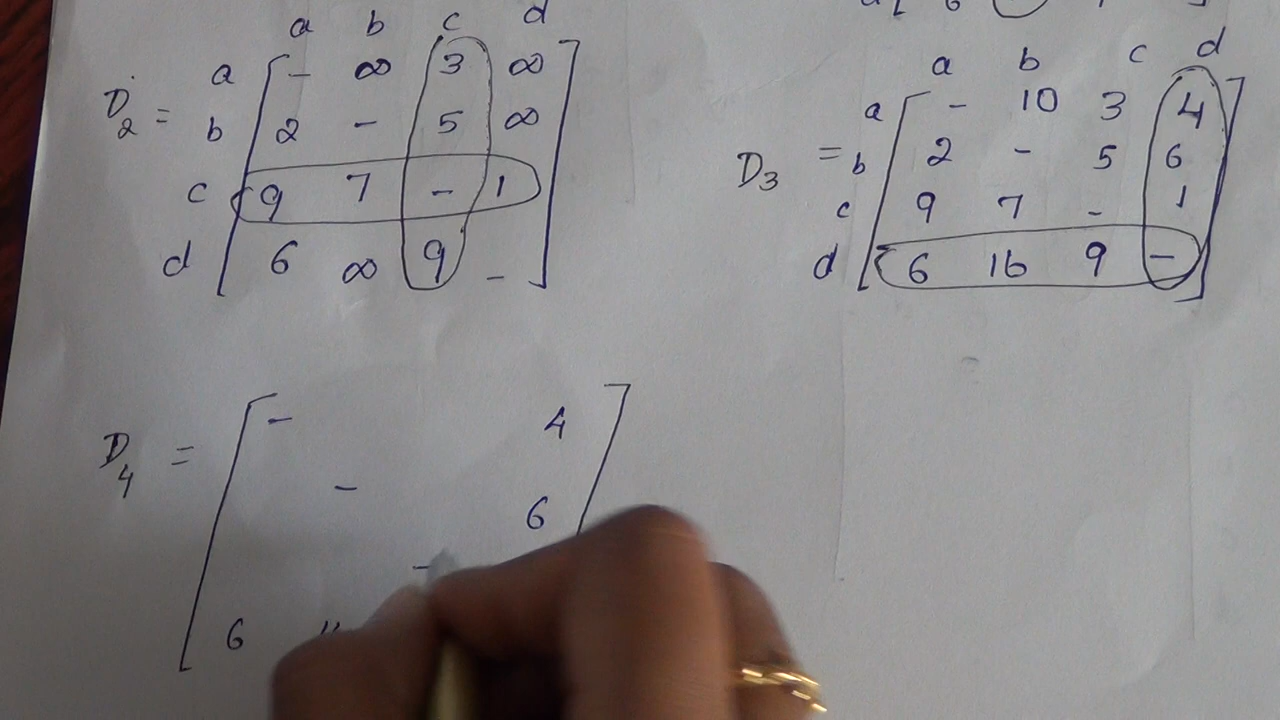 a b c d
D2 = a [ - ∞ 3 ∞ ]
b 2 - 5 ∞
c 9 7 - 1
d 6 ∞ 9 -
a b c d
D3 = a [ - 10 3 4 ]
b 2 - 5 6
c 9 7 - 1
d 6 16 9 -
D4 = [ - 4 ]
- 6
-
6